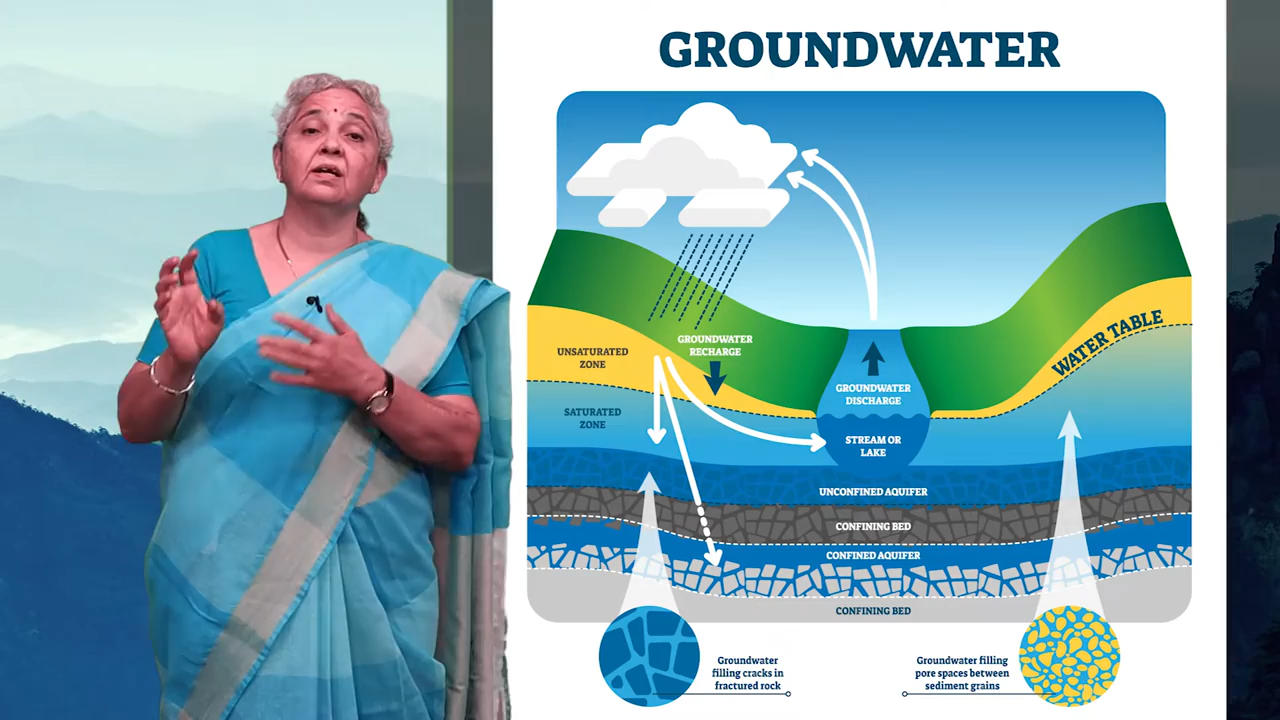 GROUNDWATER
GROUNDWATER
RECHARGE
UNSATURATED
ZONE
WATER TABLE
GROUNDWATER
DISCHARGE
SATURATED
ZONE
STREAM OR
LAKE
UNCONFINED AQUIFER
CONFINING BED
CONFINED AQUIFER
CONFINING BED
Groundwater
filling cracks in
fractured rock
Groundwater filling
pore spaces between
sediment grains